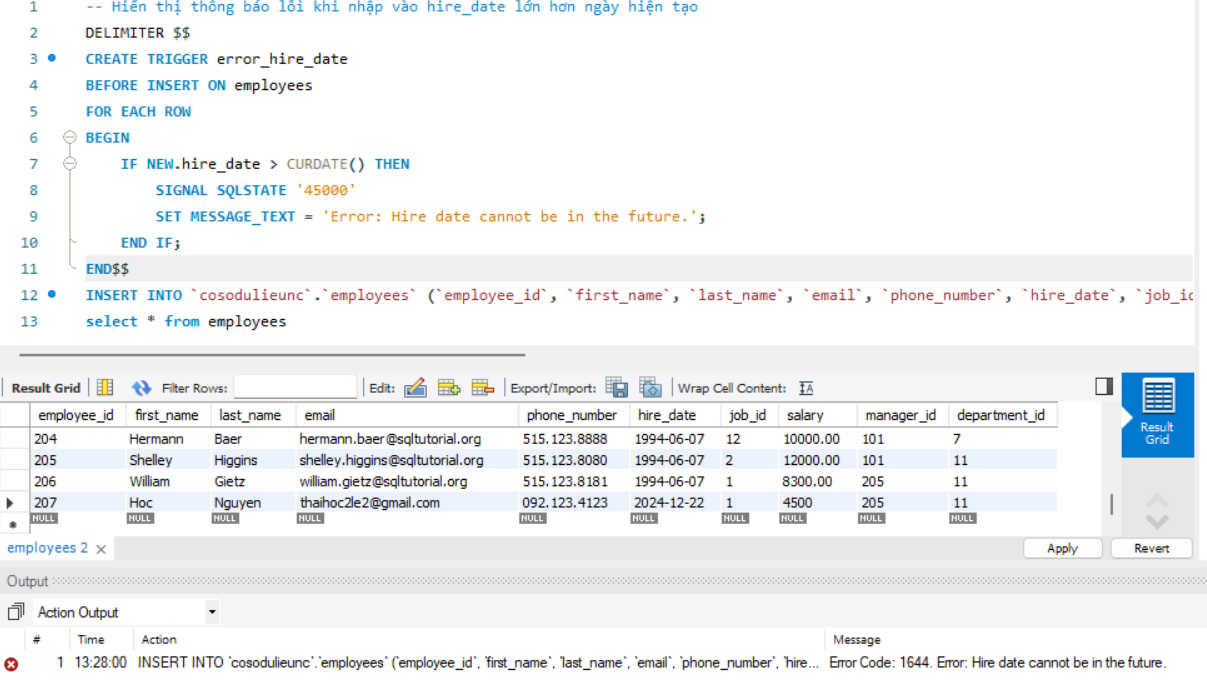 1 -- Hiển thị thông báo lỗi khi nhập vào hire_date lớn hơn ngày hiện tạo
2 DELIMITER $$
3 CREATE TRIGGER error_hire_date
4 BEFORE INSERT ON employees
5 FOR EACH ROW
6 BEGIN
7 IF NEW.hire_date > CURDATE() THEN
8 SIGNAL SQLSTATE '45000'
9 SET MESSAGE_TEXT = 'Error: Hire date cannot be in the future.';
10 END IF;
11 END$$
12 INSERT INTO `cosodulieunc`.`employees` (`employee_id`, `first_name`, `last_name`, `email`, `phone_number`, `hire_date`, `job_id
13 select * from employees
Result Grid Filter Rows: Edit: Export/Import: Wrap Cell Content: IA
employee_id first_name last_name email phone_number hire_date job_id salary manager_id department_id
204 Hermann Baer hermann.baer@sqltutorial.org 515.123.8888 1994-06-07 12 10000.00 101 7
205 Shelley Higgins shelley.higgins@sqltutorial.org 515.123.8080 1994-06-07 2 12000.00 101 11
206 William Gietz william.gietz@sqltutorial.org 515.123.8181 1994-06-07 1 8300.00 205 11
207 Hoc Nguyen thaihoc2le2@gmail.com 092.123.4123 2024-12-22 1 4500 205 11
NULL NULL NULL NULL NULL NULL NULL NULL NULL NULL
Result
Grid
employees 2 Apply Revert
Output
Action Output
# Time Action Message
1 13:28:00 INSERT INTO `cosodulieunc`.`employees` (`employee_id`, `first_name`, `last_name`, `email`, `phone_number`, `hire... Error Code: 1644. Error: Hire date cannot be in the future.